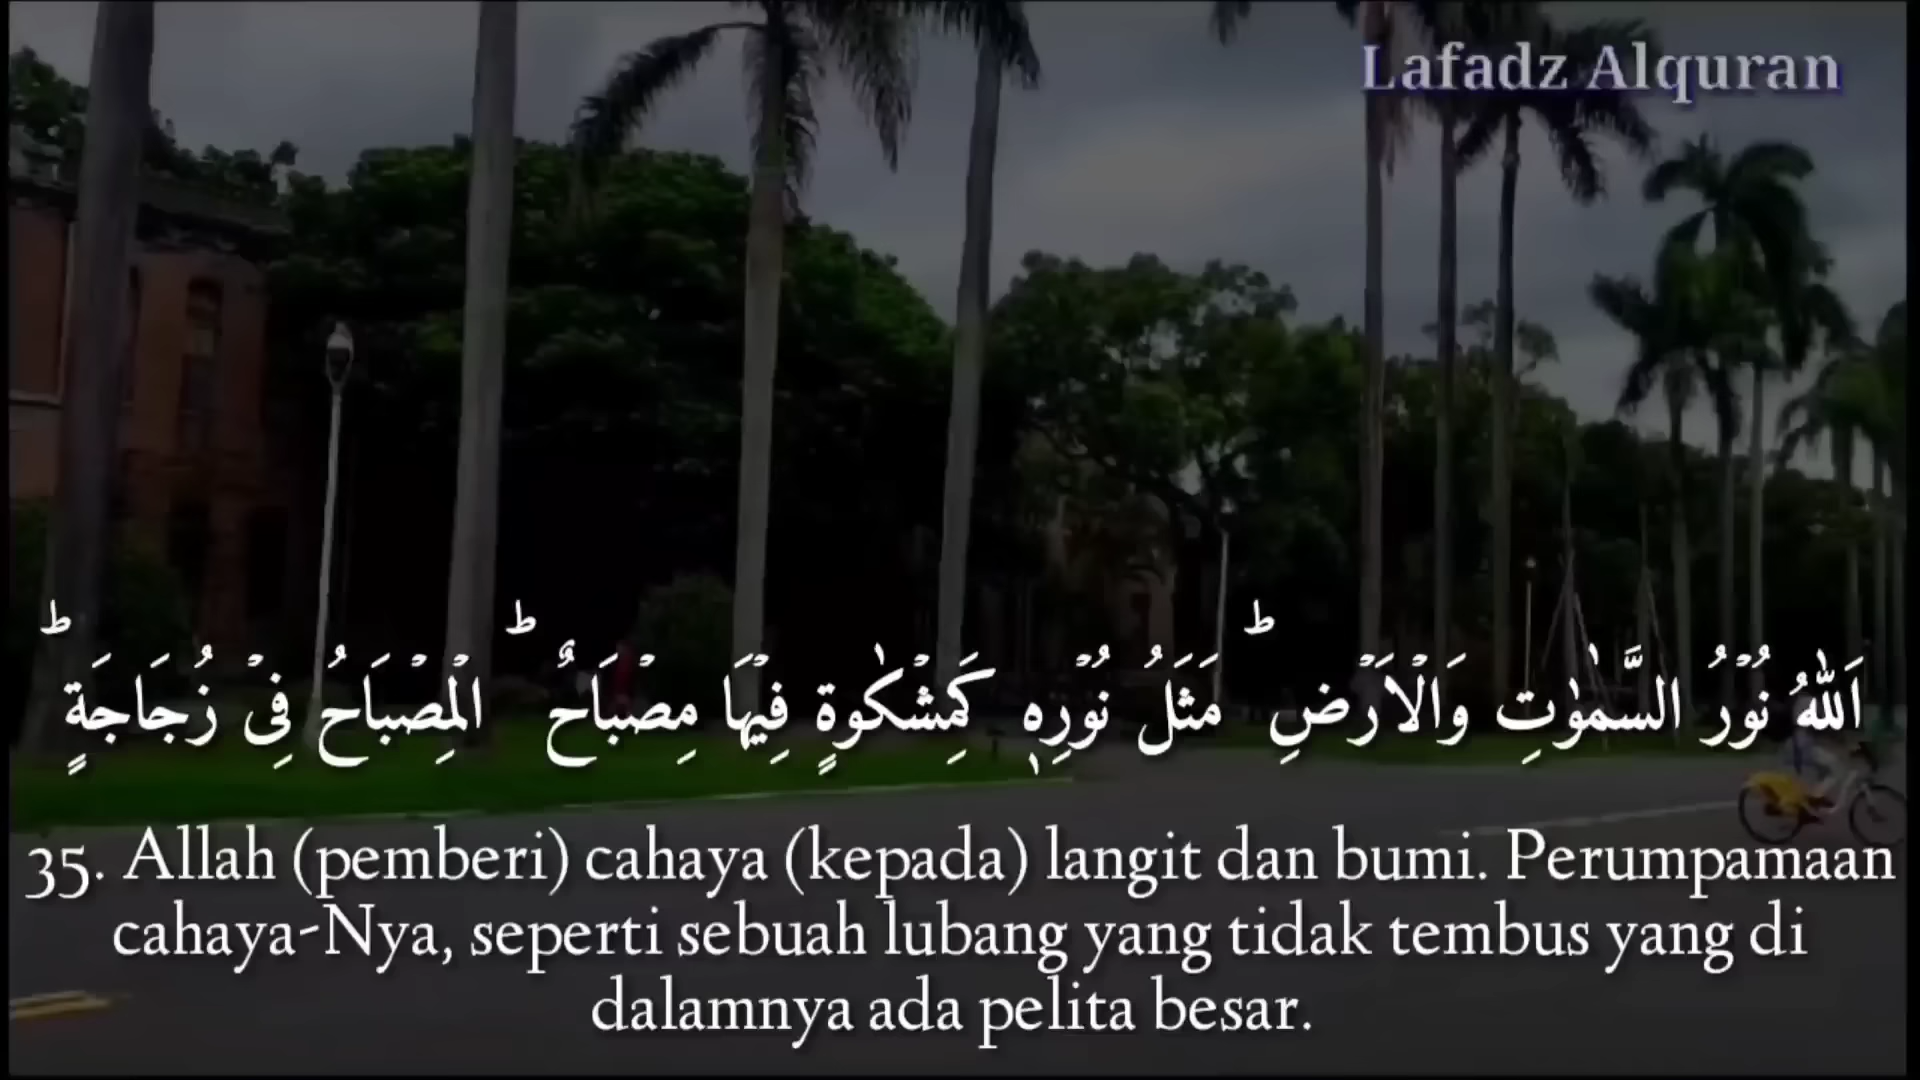 Lafadz Alquran
اَللّٰهُ نُوْرُ السَّمٰوٰتِ وَالْاَرْضِ ؕ مَثَلُ نُوْرِهٖ كَمِشْكٰوةٍ فِيْهَا مِصْبَاحٌ ؕ الْمِصْبَاحُ فِيْ زُجَاجَةٍ ؕ
35. Allah (pemberi) cahaya (kepada) langit dan bumi. Perumpamaan
cahaya-Nya, seperti sebuah lubang yang tidak tembus yang di
dalamnya ada pelita besar.